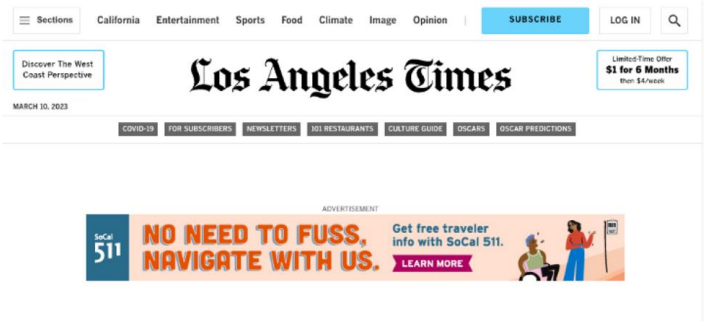 Sections California Entertainment Sports Food Climate Image Opinion SUBSCRIBE LOG IN
Discover The West
Coast Perspective
Los Angeles Times
Limited-Time Offer
$1 for 6 Months
then $4/week
MARCH 10, 2023
COVID-19 FOR SUBSCRIBERS NEWSLETTERS 101 RESTAURANTS CULTURE GUIDE OSCARS OSCAR PREDICTIONS
ADVERTISEMENT
SoCal
511
NO NEED TO FUSS,
NAVIGATE WITH US.
Get free traveler
info with SoCal 511.
LEARN MORE